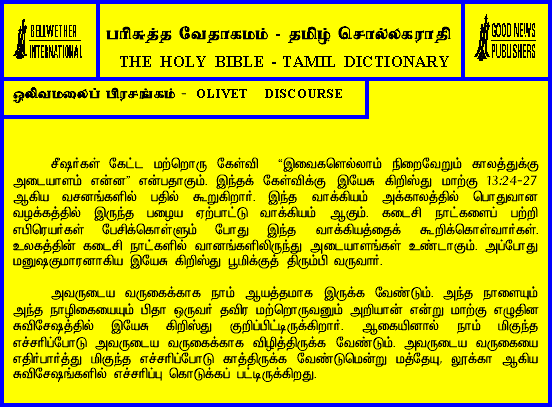 BELLWETHER
INTERNATIONAL
பரிசுத்த வேதாகமம் - தமிழ் சொல்லகராதி
THE HOLY BIBLE - TAMIL DICTIONARY
GOOD NEWS
PUBLISHERS
ஒலிவமலைப் பிரசங்கம் - OLIVET DISCOURSE
சீஷர்கள் கேட்ட மற்றொரு கேள்வி “இவைகளெல்லாம் நிறைவேறும் காலத்துக்கு
அடையாளம் என்ன” என்பதாகும். இந்தக் கேள்விக்கு இயேசு கிறிஸ்து மாற்கு 13:24-27
ஆகிய வசனங்களில் பதில் கூறுகிறார். இந்த வாக்கியம் அக்காலத்தில் பொதுவான
வழக்கத்தில் இருந்த பழைய ஏற்பாட்டு வாக்கியம் ஆகும். கடைசி நாட்களைப் பற்றி
எபிரெயர்கள் பேசிக்கொள்ளும் போது இந்த வாக்கியத்தைக் கூறிக்கொள்வார்கள்.
உலகத்தின் கடைசி நாட்களில் வானங்களிலிருந்து அடையாளங்கள் உண்டாகும். அப்போது
மனுஷகுமாரனாகிய இயேசு கிறிஸ்து பூமிக்குத் திரும்பி வருவார்.
அவருடைய வருகைக்காக நாம் ஆயத்தமாக இருக்க வேண்டும். அந்த நாளையும்
அந்த நாழிகையையும் பிதா ஒருவர் தவிர மற்றொருவனும் அறியான் என்று மாற்கு எழுதின
சுவிசேஷத்தில் இயேசு கிறிஸ்து குறிப்பிட்டிருக்கிறார். ஆகையினால் நாம் மிகுந்த
எச்சரிப்போடு அவருடைய வருகைக்காக விழித்திருக்க வேண்டும். அவருடைய வருகையை
எதிர்பார்த்து மிகுந்த எச்சரிப்போடு காத்திருக்க வேண்டுமென்று மத்தேயு, லூக்கா ஆகிய
சுவிசேஷங்களில் எச்சரிப்பு கொடுக்கப் பட்டிருக்கிறது.